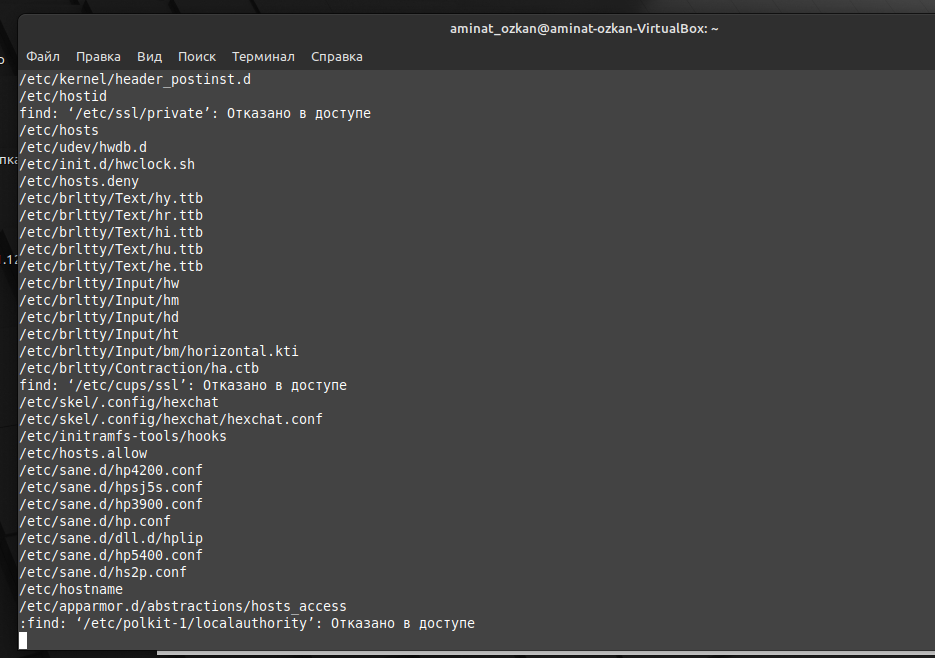 aminat_ozkan@aminat-ozkan-VirtualBox: ~
Файл Правка Вид Поиск Терминал Справка
/etc/kernel/header_postinst.d
/etc/hostid
find: ‘/etc/ssl/private’: Отказано в доступе
/etc/hosts
/etc/udev/hwdb.d
/etc/init.d/hwclock.sh
/etc/hosts.deny
/etc/brltty/Text/hy.ttb
/etc/brltty/Text/hr.ttb
/etc/brltty/Text/hi.ttb
/etc/brltty/Text/hu.ttb
/etc/brltty/Text/he.ttb
/etc/brltty/Input/hw
/etc/brltty/Input/hm
/etc/brltty/Input/hd
/etc/brltty/Input/ht
/etc/brltty/Input/bm/horizontal.kti
/etc/brltty/Contraction/ha.ctb
find: ‘/etc/cups/ssl’: Отказано в доступе
/etc/skel/.config/hexchat
/etc/skel/.config/hexchat/hexchat.conf
/etc/initramfs-tools/hooks
/etc/hosts.allow
/etc/sane.d/hp4200.conf
/etc/sane.d/hpsj5s.conf
/etc/sane.d/hp3900.conf
/etc/sane.d/hp.conf
/etc/sane.d/dll.d/hplip
/etc/sane.d/hp5400.conf
/etc/sane.d/hs2p.conf
/etc/hostname
/etc/apparmor.d/abstractions/hosts_access
:find: ‘/etc/polkit-1/localauthority’: Отказано в доступе